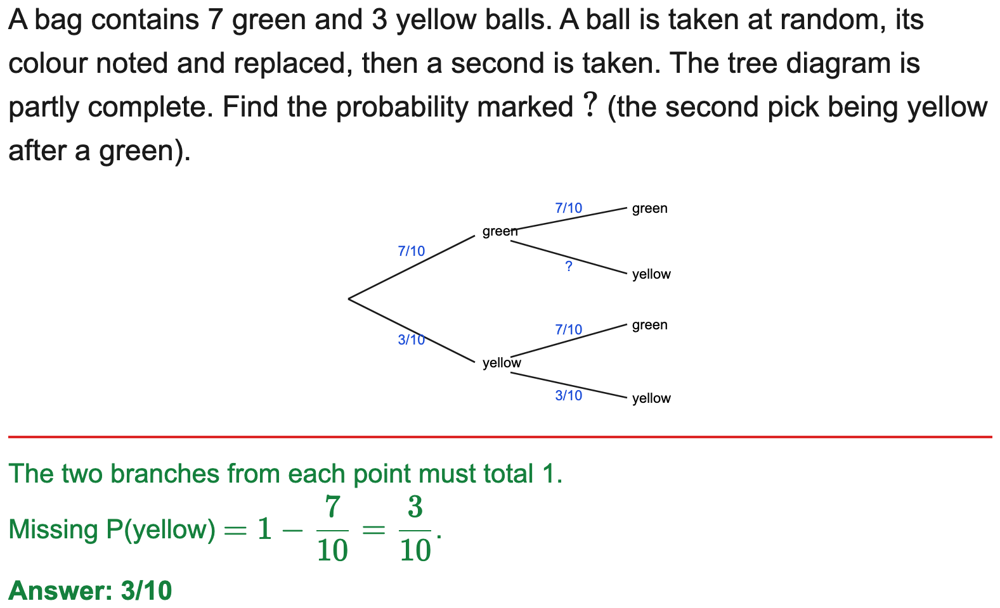 A bag contains 7 green and 3 yellow balls. A ball is taken at random, its
colour noted and replaced, then a second is taken. The tree diagram is
partly complete. Find the probability marked ? (the second pick being yellow
after a green).
7/10
green
green
7/10
?
yellow
7/10
green
3/10
yellow
3/10
yellow
The two branches from each point must total 1.
Missing P(yellow) = 1 − 7/10 = 3/10.
Answer: 3/10